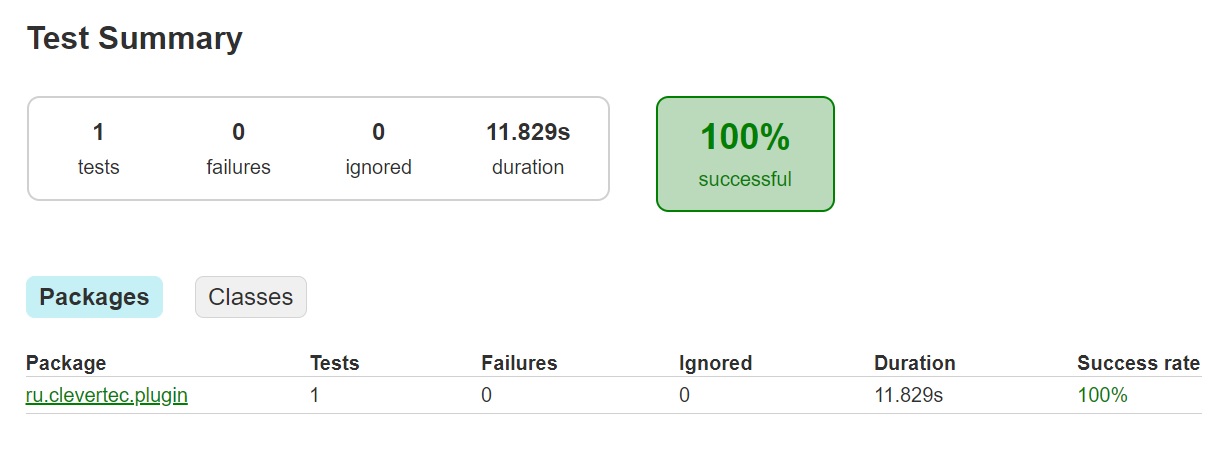 Test Summary
1 0 0 11.829s 100%
tests failures ignored duration successful
Packages Classes
Package Tests Failures Ignored Duration Success rate
ru.clevertec.plugin 1 0 0 11.829s 100%